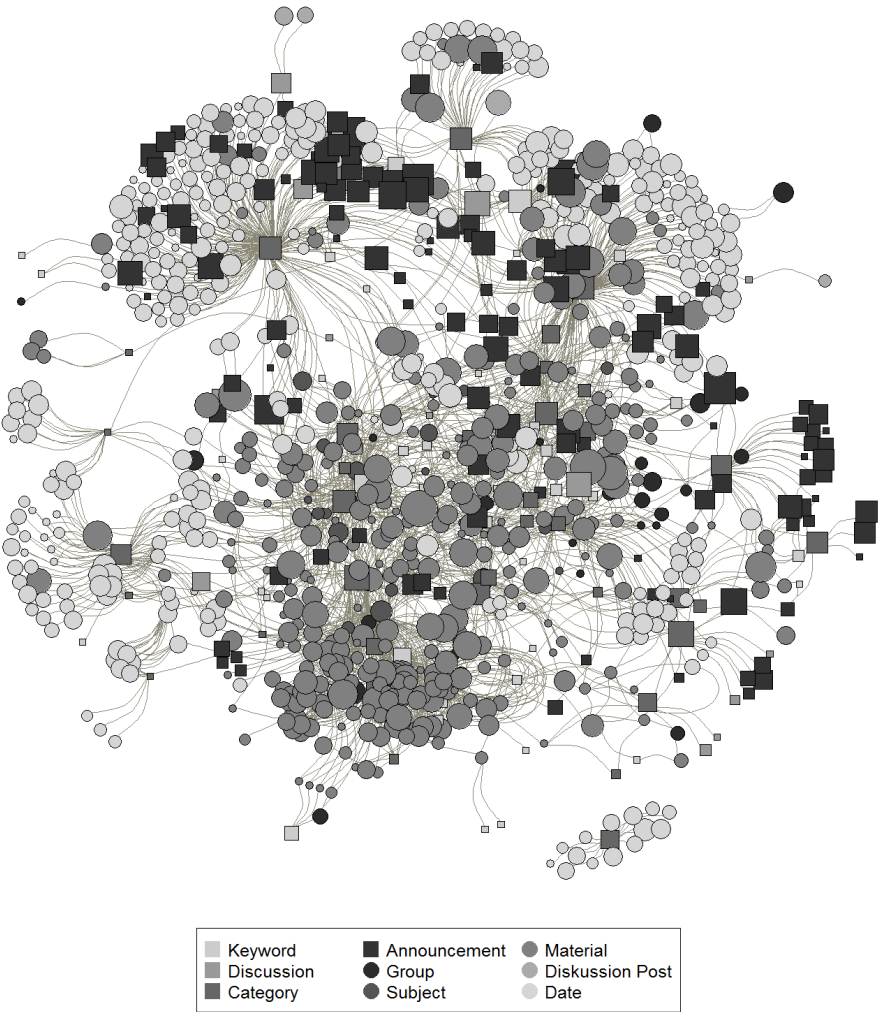 Keyword Announcement Material
Discussion Group Diskussion Post
Category Subject Date